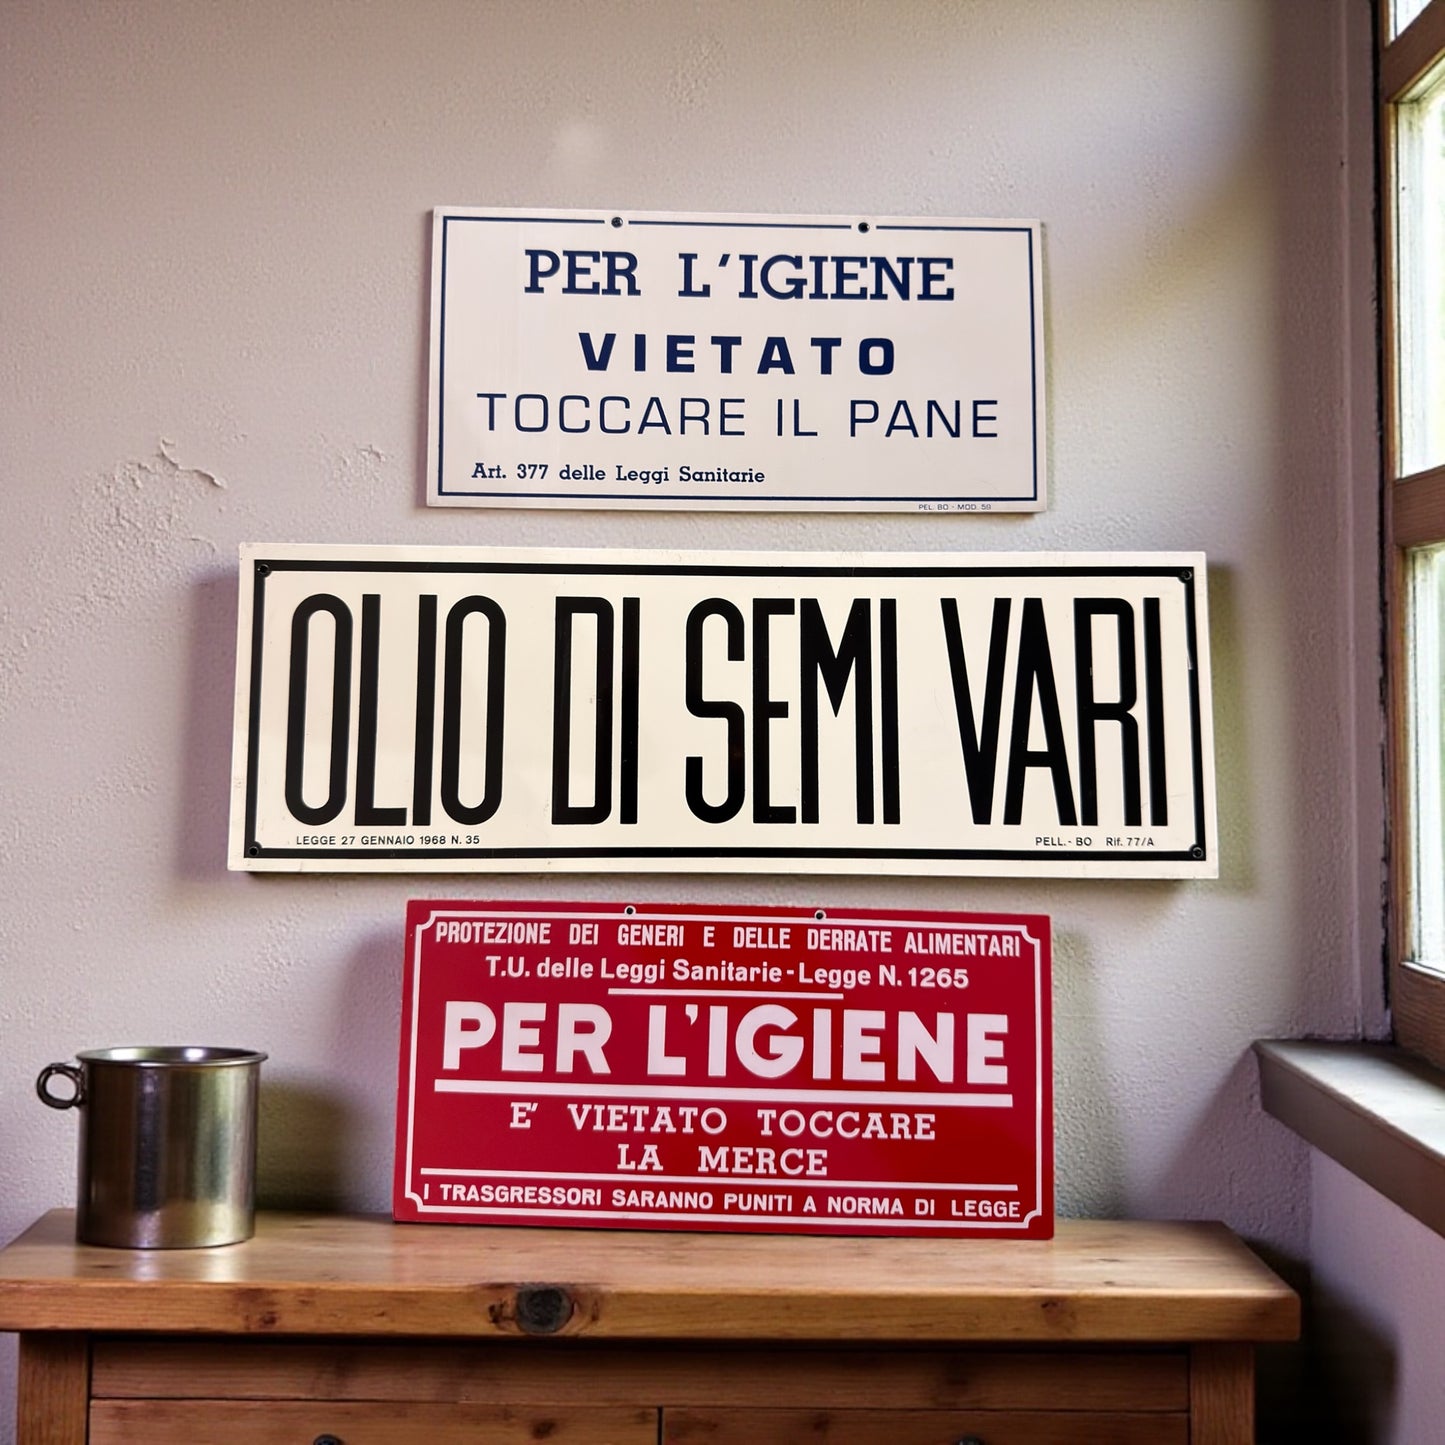 PER L'IGIENE
VIETATO
TOCCARE IL PANE
Art. 377 delle Leggi Sanitarie
PEL. BO - MOD. 59
OLIO DI SEMI VARI
LEGGE 27 GENNAIO 1968 N. 35 PELL.- BO Rif. 77/A
PROTEZIONE DEI GENERI E DELLE DERRATE ALIMENTARI
T.U. delle Leggi Sanitarie - Legge N. 1265
PER L'IGIENE
E' VIETATO TOCCARE
LA MERCE
I TRASGRESSORI SARANNO PUNITI A NORMA DI LEGGE